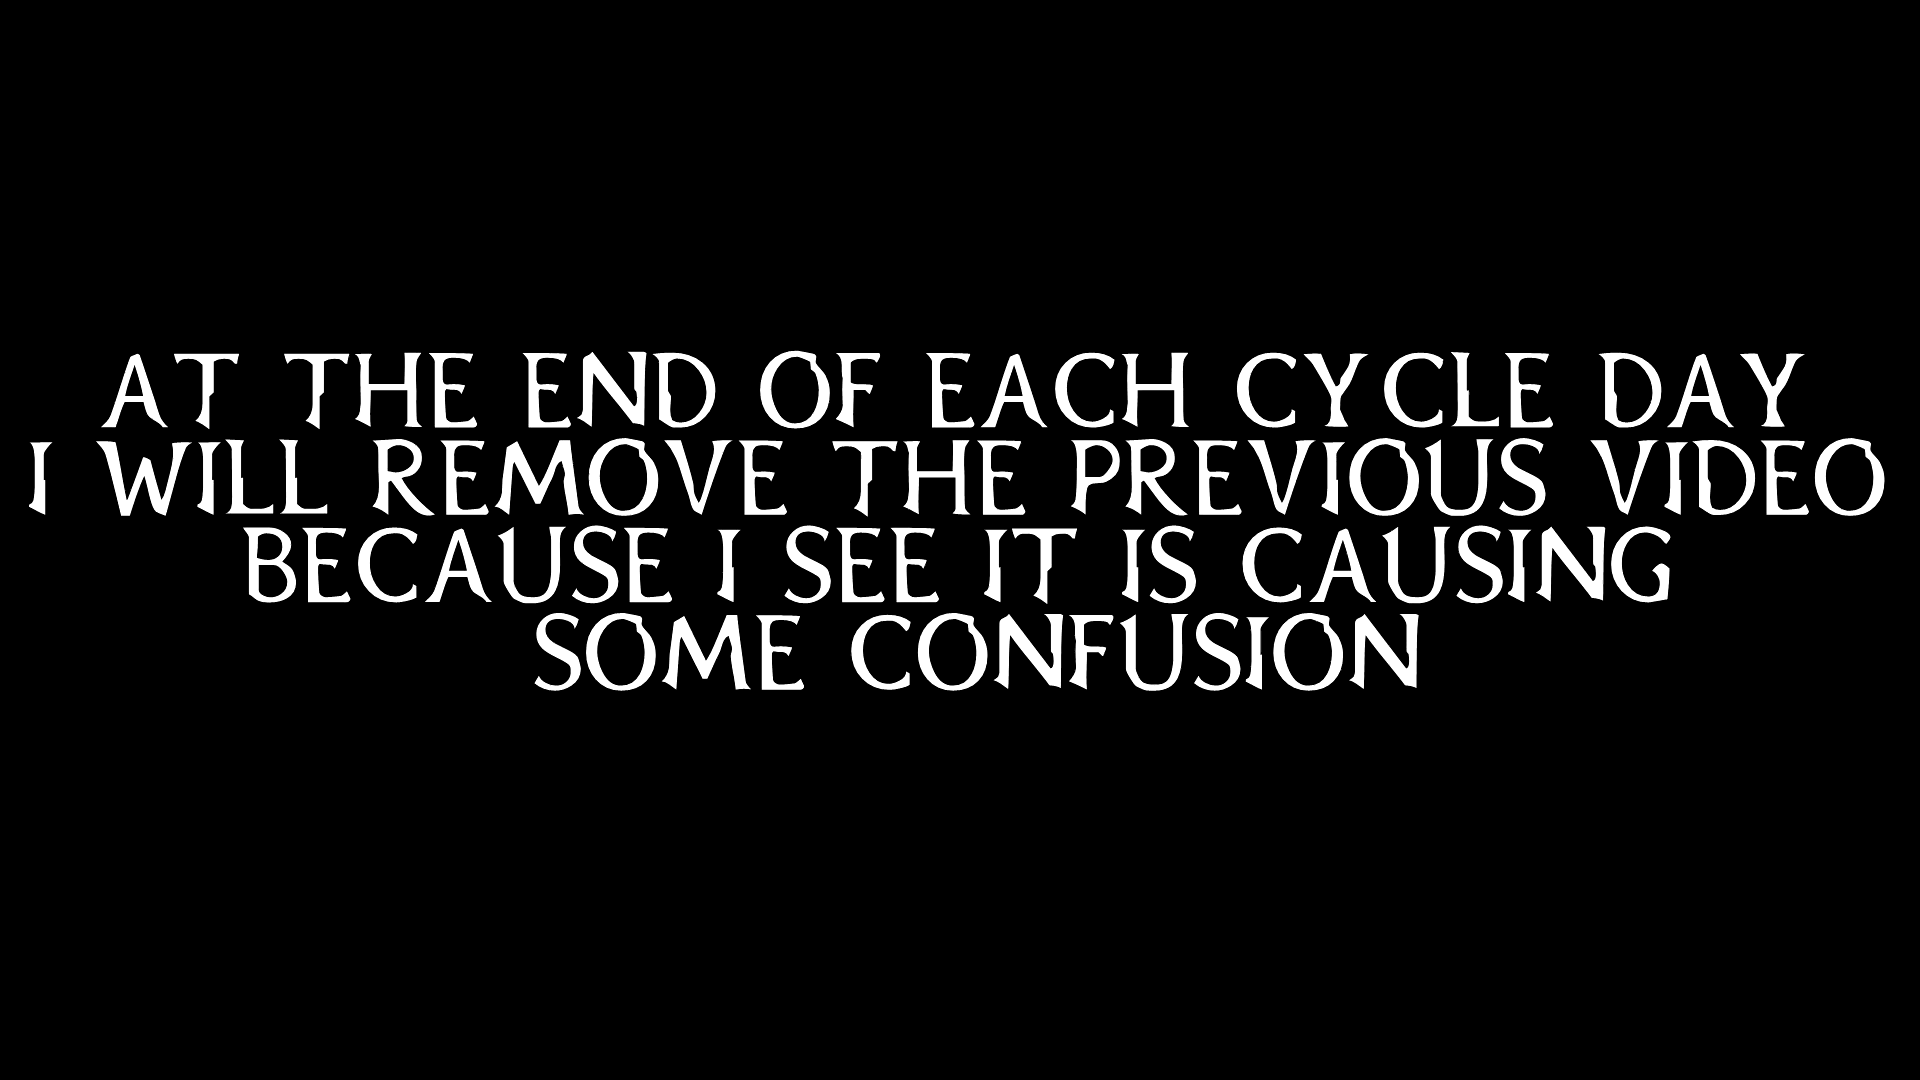 AT THE END OF EACH CYCLE DAY
I WILL REMOVE THE PREVIOUS VIDEO
BECAUSE I SEE IT IS CAUSING
SOME CONFUSION